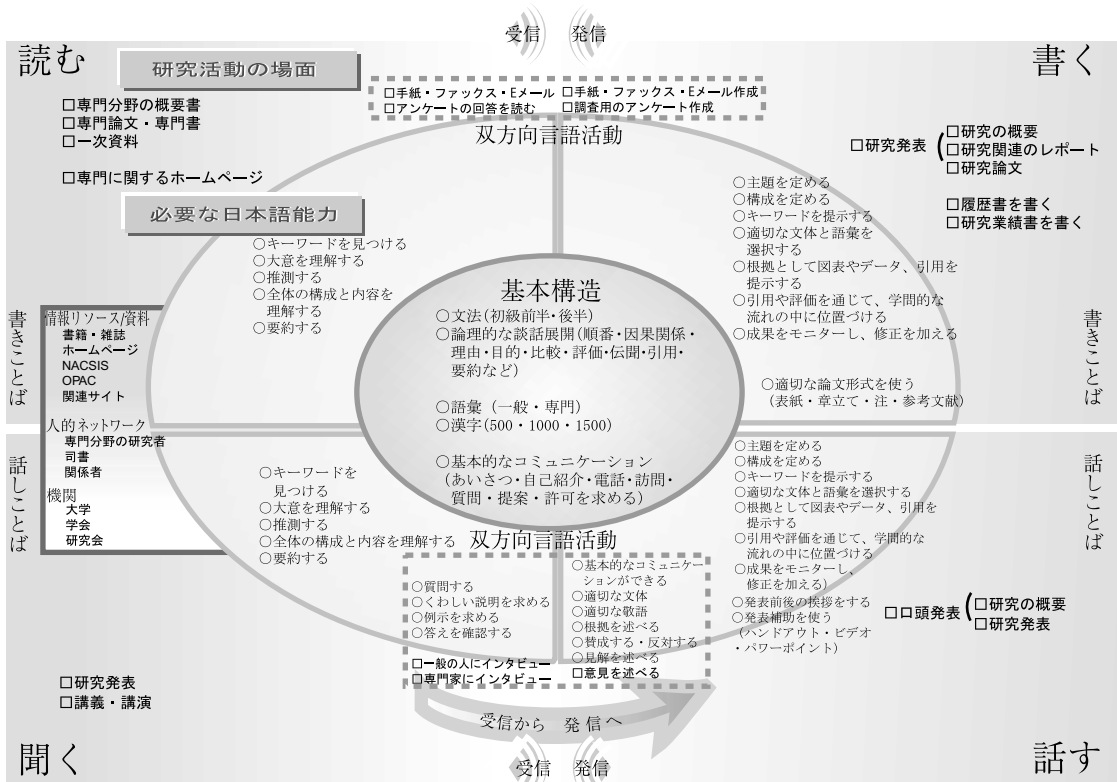 受信 発信
読む
書く
研究活動の場面
□専門分野の概要書
□専門論文・専門書
□一次資料
□専門に関するホームページ
□手紙・ファックス・Eメール
□アンケートの回答を読む
□手紙・ファックス・Eメール作成
□調査用のアンケート作成
双方向言語活動
□研究発表
□研究の概要
□研究関連のレポート
□研究論文
□履歴書を書く
□研究業績書を書く
必要な日本語能力
○キーワードを見つける
○大意を理解する
○推測する
○全体の構成と内容を
理解する
○要約する
○主題を定める
○構成を定める
○キーワードを提示する
○適切な文体と語彙を
選択する
○根拠として図表やデータ、引用を
提示する
○引用や評価を通じて、学問的な
流れの中に位置づける
○成果をモニターし、修正を加える
○適切な論文形式を使う
(表紙・章立て・注・参考文献)
基本構造
○文法(初級前半・後半)
○論理的な談話展開(順番・因果関係・
理由・目的・比較・評価・伝聞・引用・
要約など)
○語彙（一般・専門）
○漢字(500・1000・1500)
○基本的なコミュニケーション
(あいさつ・自己紹介・電話・訪問・
質問・提案・許可を求める)
書きことば
話しことば
情報リソース/資料
書籍・雑誌
ホームページ
NACSIS
OPAC
関連サイト
人的ネットワーク
専門分野の研究者
司書
関係者
機関
大学
学会
研究会
書きことば
話しことば
○キーワードを
見つける
○大意を理解する
○推測する
○全体の構成と内容を理解する
○要約する
○主題を定める
○構成を定める
○キーワードを提示する
○適切な文体と語彙を選択する
○根拠として図表やデータ、引用を
提示する
○引用や評価を通じて、学問的な
流れの中に位置づける
○成果をモニターし、
修正を加える)
○発表前後の挨拶をする
○発表補助を使う
(ハンドアウト・ビデオ
・パワーポイント)
□口頭発表
□研究の概要
□研究発表
双方向言語活動
○質問する
○くわしい説明を求める
○例示を求める
○答えを確認する
□一般の人にインタビュー
□専門家にインタビュー
○基本的なコミュニケー
ションができる
○適切な文体
○適切な敬語
○根拠を述べる
○賛成する・反対する
○見解を述べる
□意見を述べる
□研究発表
□講義・講演
受信から 発信へ
聞く
話す
受信 発信